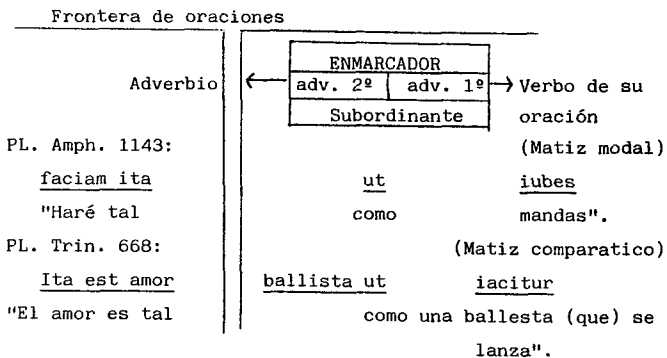 Frontera de oraciones
ENMARCADOR
Adverbio adv. 2º adv. 1º Verbo de su
Subordinante oración
PL. Amph. 1143: (Matiz modal)
faciam ita ut iubes
"Haré tal como mandas".
PL. Trin. 668: (Matiz comparatico)
Ita est amor ballista ut iacitur
"El amor es tal como una ballesta (que) se
lanza".